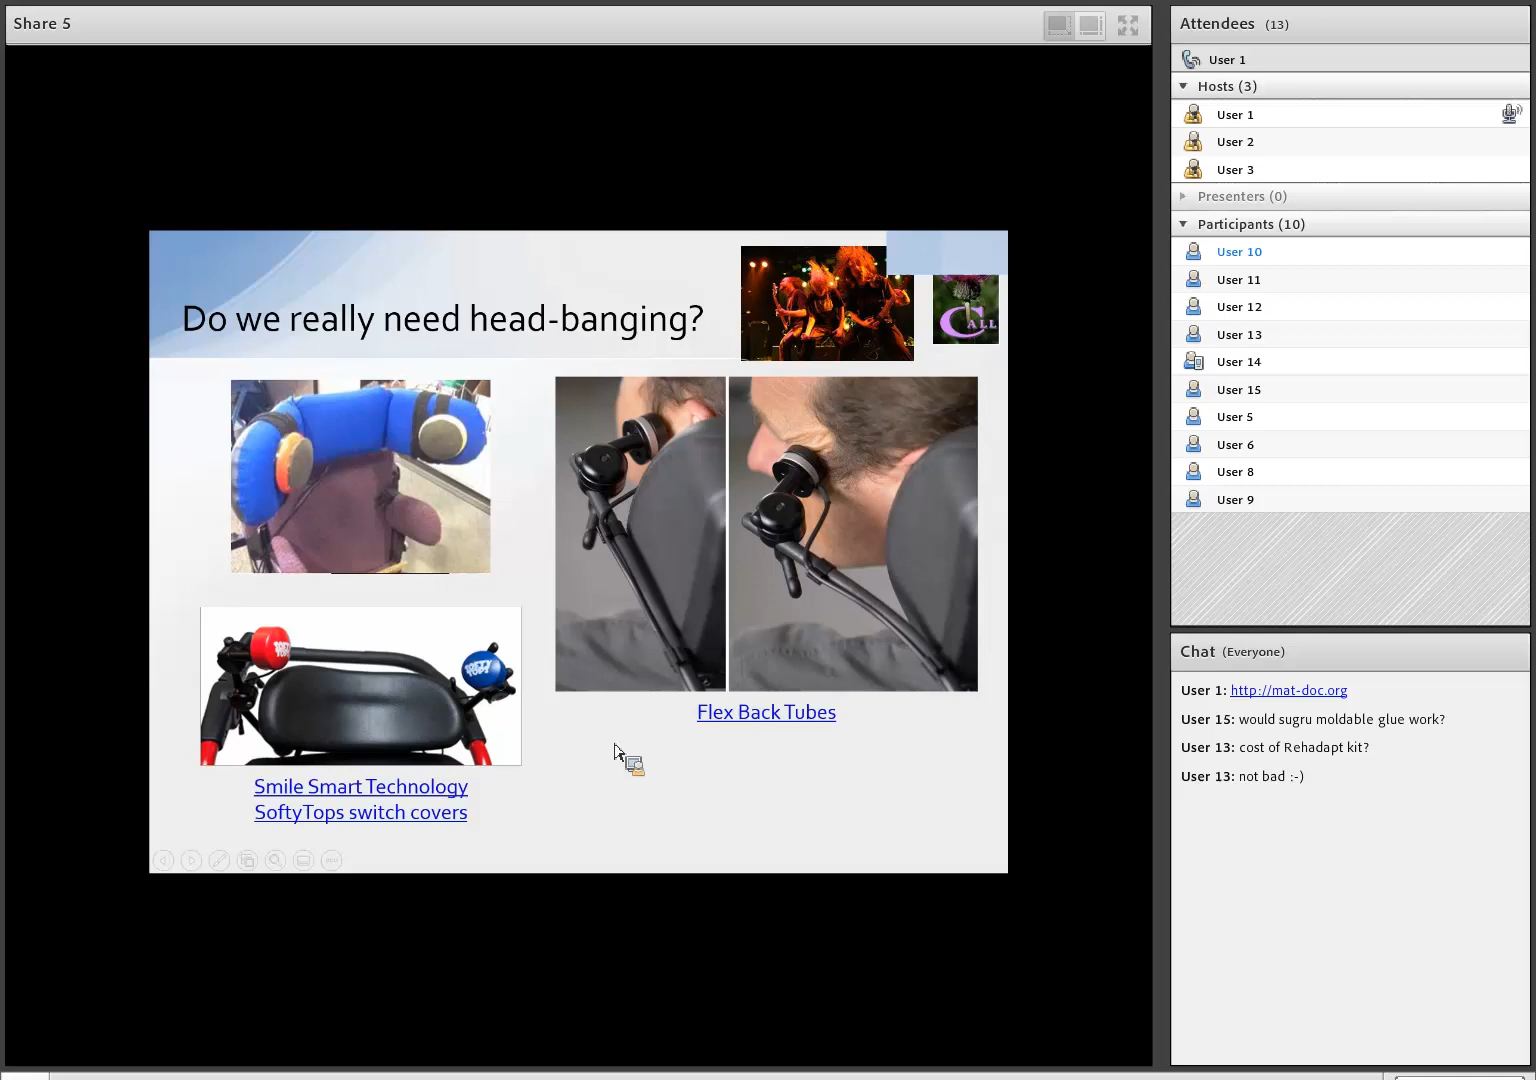 Share 5
Do we really need head-banging?
CALL
SOFTY TOPS
SOFTY TOPS
Flex Back Tubes
Smile Smart Technology
SoftyTops switch covers
Attendees (13)
User 1
Hosts (3)
User 1
User 2
User 3
Presenters (0)
Participants (10)
User 10
User 11
User 12
User 13
User 14
User 15
User 5
User 6
User 8
User 9
Chat (Everyone)
User 1: http://mat-doc.org
User 15: would sugru moldable glue work?
User 13: cost of Rehadapt kit?
User 13: not bad :-)